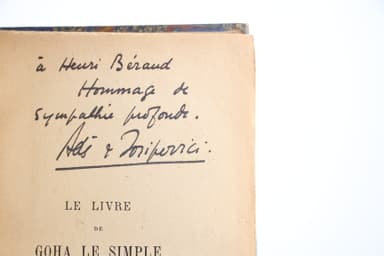 à Henri Béraud
Hommage de
sympathie profonde.
Adès & Josipovici.
LE LIVRE
DE
GOHA LE SIMPLE